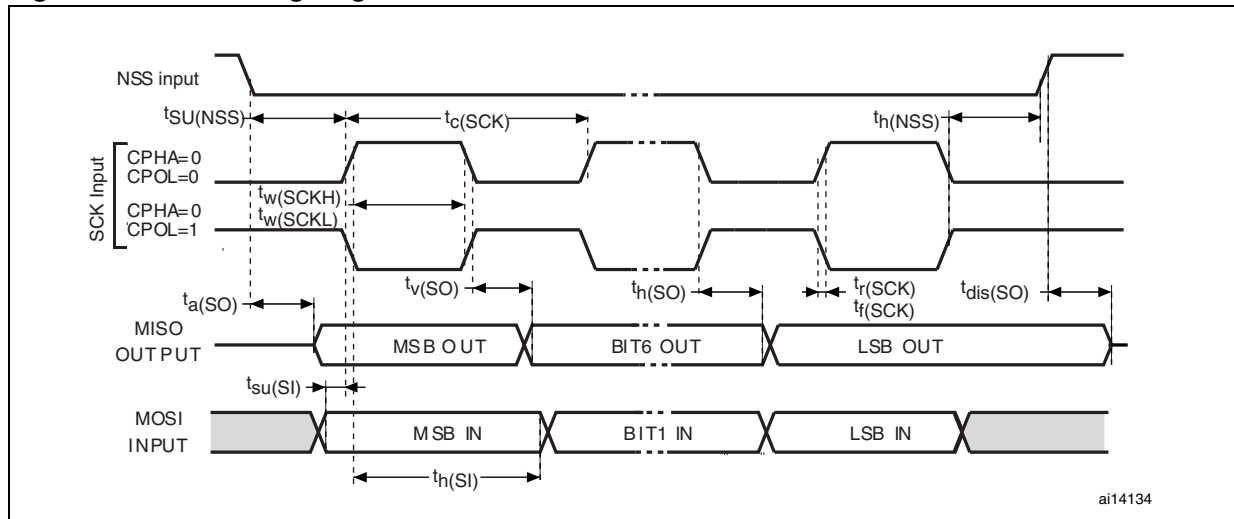 NSS input
tSU(NSS)
tc(SCK)
th(NSS)
SCK Input
CPHA=0
CPOL=0
tw(SCKH)
tw(SCKL)
CPHA=0
CPOL=1
ta(SO)
tv(SO)
th(SO)
tr(SCK)
tf(SCK)
tdis(SO)
MISO
OUTPUT
MSB OUT
BIT6 OUT
LSB OUT
tsu(SI)
MOSI
INPUT
MSB IN
BIT1 IN
LSB IN
th(SI)
ai14134